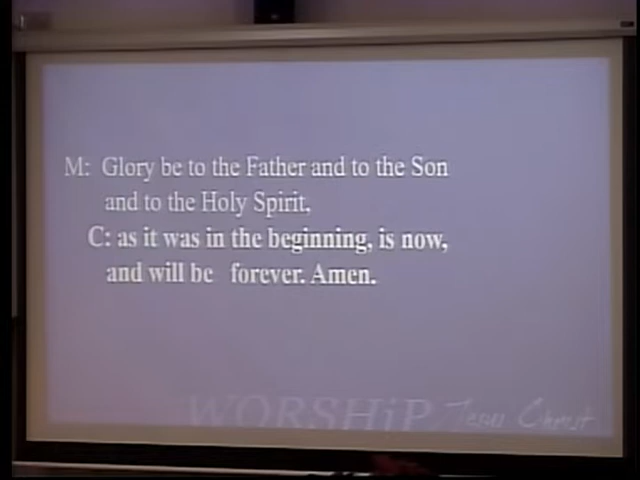 M: Glory be to the Father and to the Son
and to the Holy Spirit,
C: as it was in the beginning, is now,
and will be forever. Amen.
WORSHiP Jesus Christ